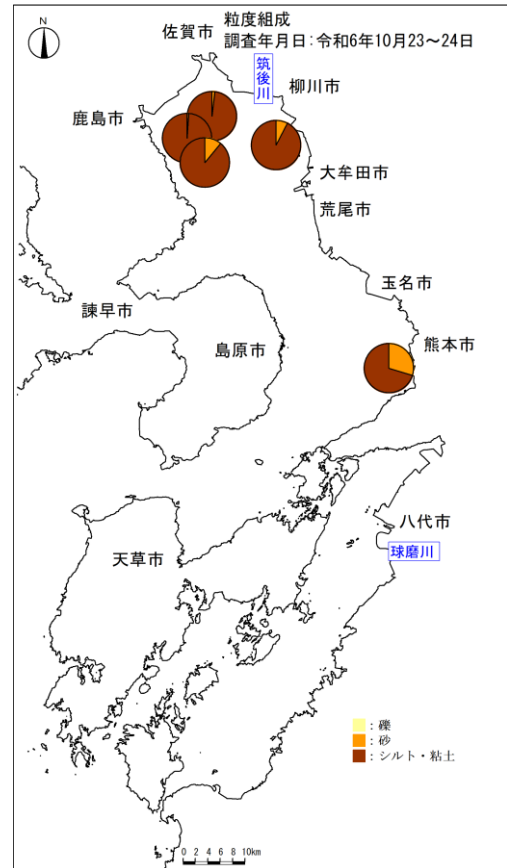 粒度組成
調査年月日:令和6年10月23~24日
佐賀市
筑後川
柳川市
鹿島市
大牟田市
荒尾市
玉名市
諫早市
島原市
熊本市
八代市
球磨川
天草市
:礫
:砂
:シルト・粘土
0 2 4 6 8 10km
N